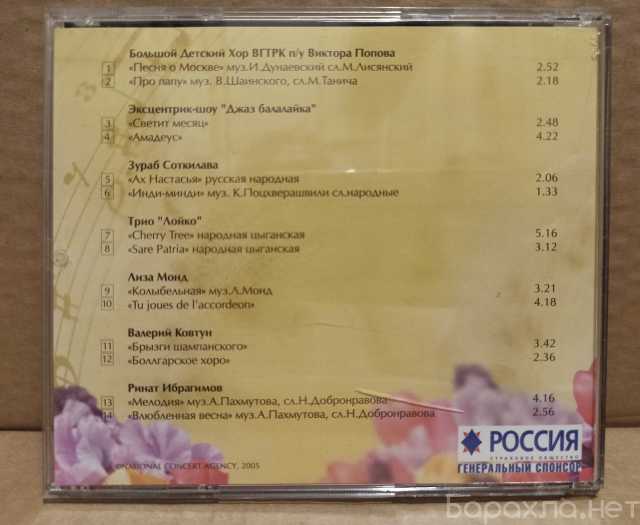 Большой Детский Хор ВГТРК п/у Виктора Попова
1 «Песня о Москве» муз.И.Дунаевский сл.М.Лисянский 2.52
2 «Про папу» муз. В.Шаинского, сл.М.Танича 2.18
Эксцентрик-шоу "Джаз балалайка"
3 «Светит месяц» 2.48
4 «Амадеус» 4.22
Зураб Соткилава
5 «Ах Настасья» русская народная 2.06
6 «Инди-минди» муз. К.Поцхверашвили сл.народные 1.33
Трио "Лойко"
7 «Cherry Tree» народная цыганская 5.16
8 «Sare Patria» народная цыганская 3.12
Лиза Монд
9 «Колыбельная» муз.Л.Монд 3.21
10 «Tu joues de l'accordeon» 4.18
Валерий Ковтун
11 «Брызги шампанского» 3.42
12 «Боллгарское хоро» 2.36
Ринат Ибрагимов
13 «Мелодия» муз.А.Пахмутова, сл.Н.Добронравова 4.16
14 «Влюбленная весна» муз.А.Пахмутова, сл.Н.Добронравова 2.56
РОССИЯ
СТРАХОВОЕ ОБЩЕСТВО
ГЕНЕРАЛЬНЫЙ СПОНСОР
©NATIONAL CONCERT AGENCY, 2005
Барахла.нет